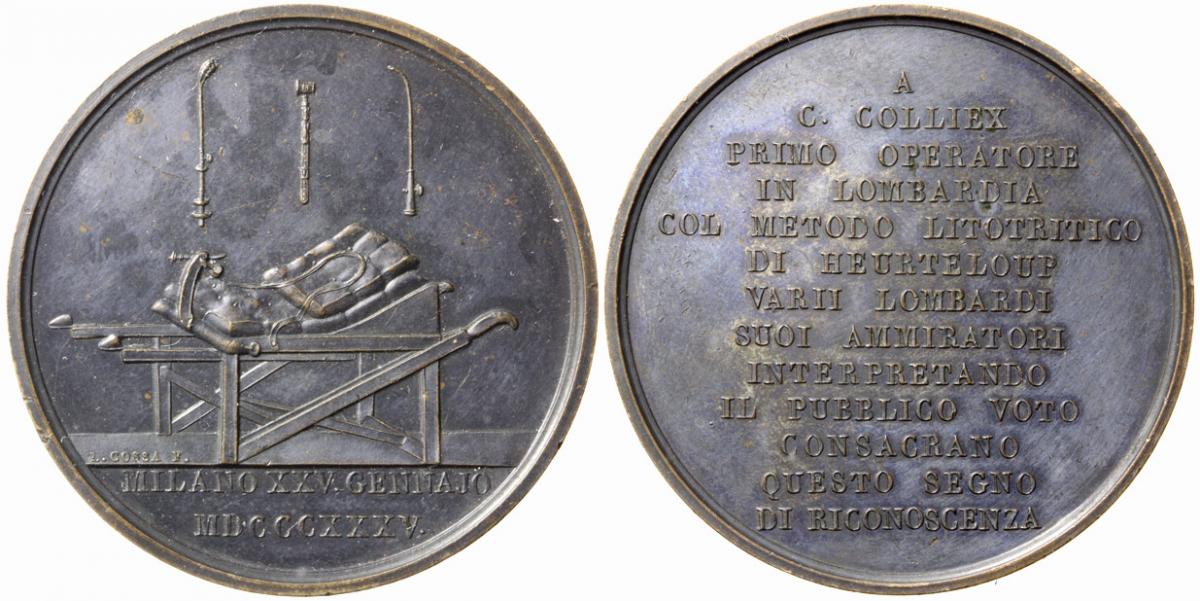 L. COSSA F.
MILANO XXV. GENNAJO
MDCCCXXXV.
A
C. COLLIEX
PRIMO OPERATORE
IN LOMBARDIA
COL METODO LITOTRITICO
DI HEURTELOUP
VARII LOMBARDI
SUOI AMMIRATORI
INTERPRETANDO
IL PUBBLICO VOTO
CONSACRANO
QUESTO SEGNO
DI RICONOSCENZA